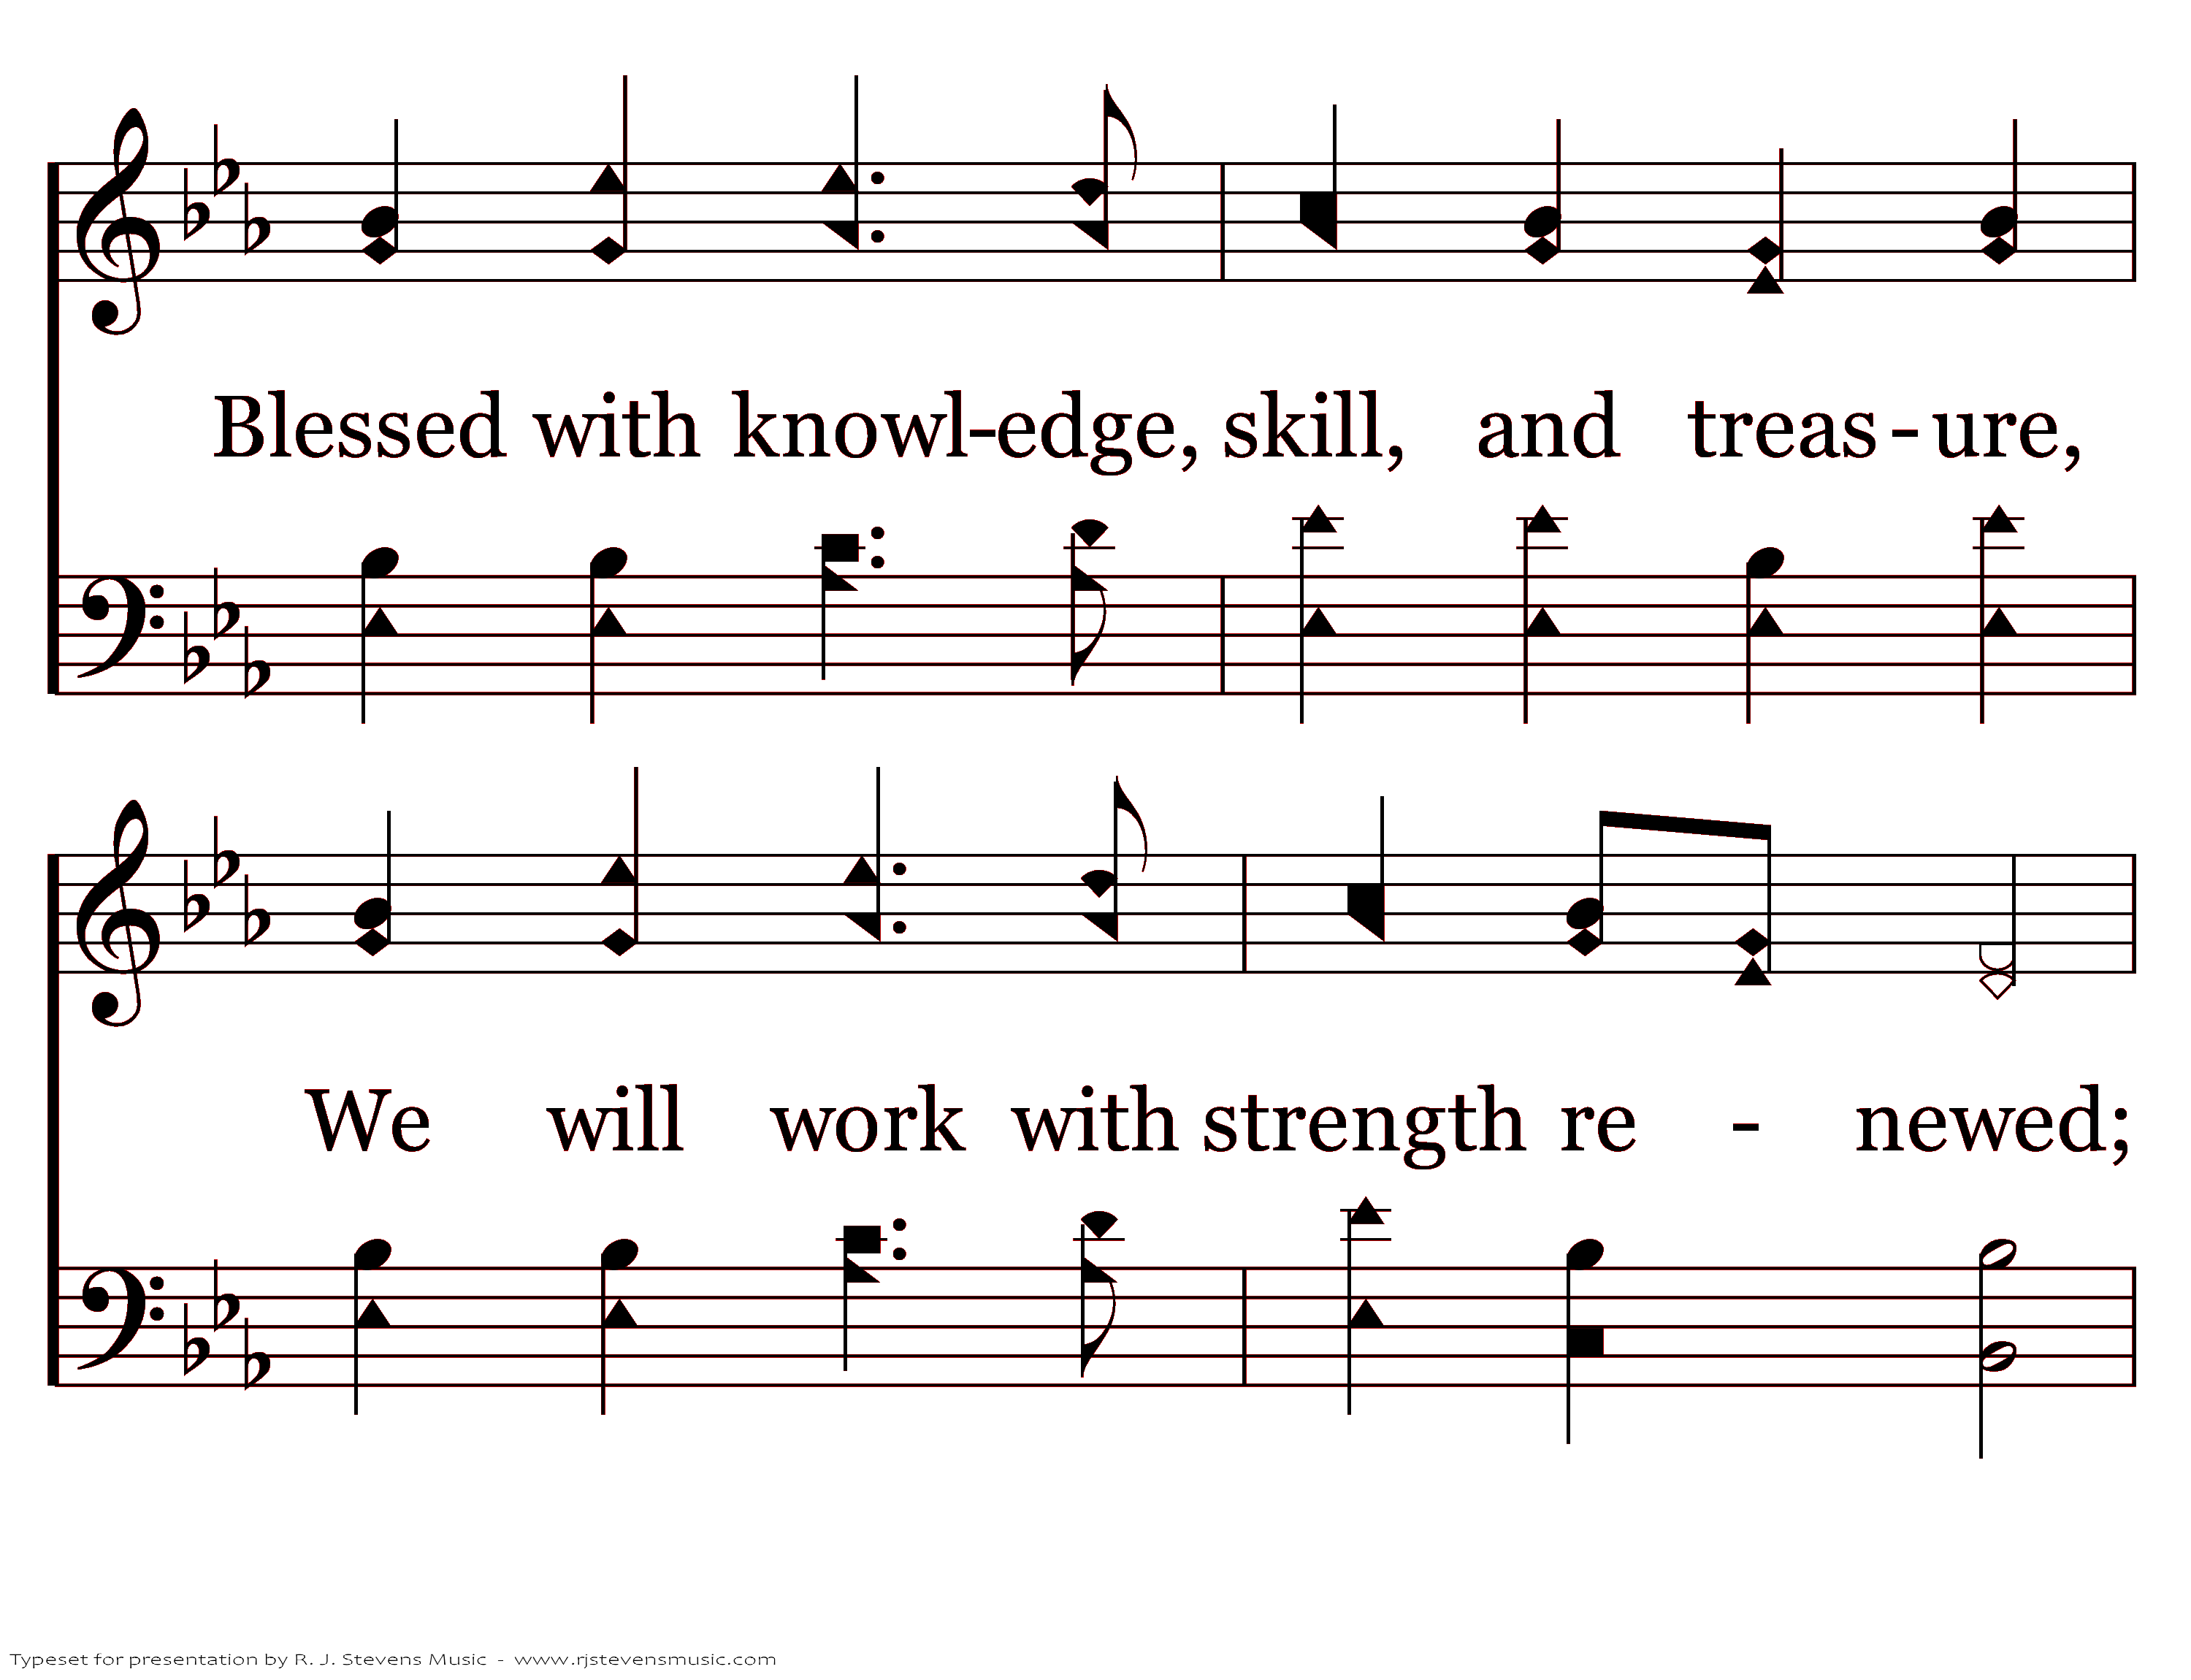 Blessed with knowl-edge, skill, and treas-ure,
We will work with strength re - newed;
Typeset for presentation by R. J. Stevens Music - www.rjstevensmusic.com